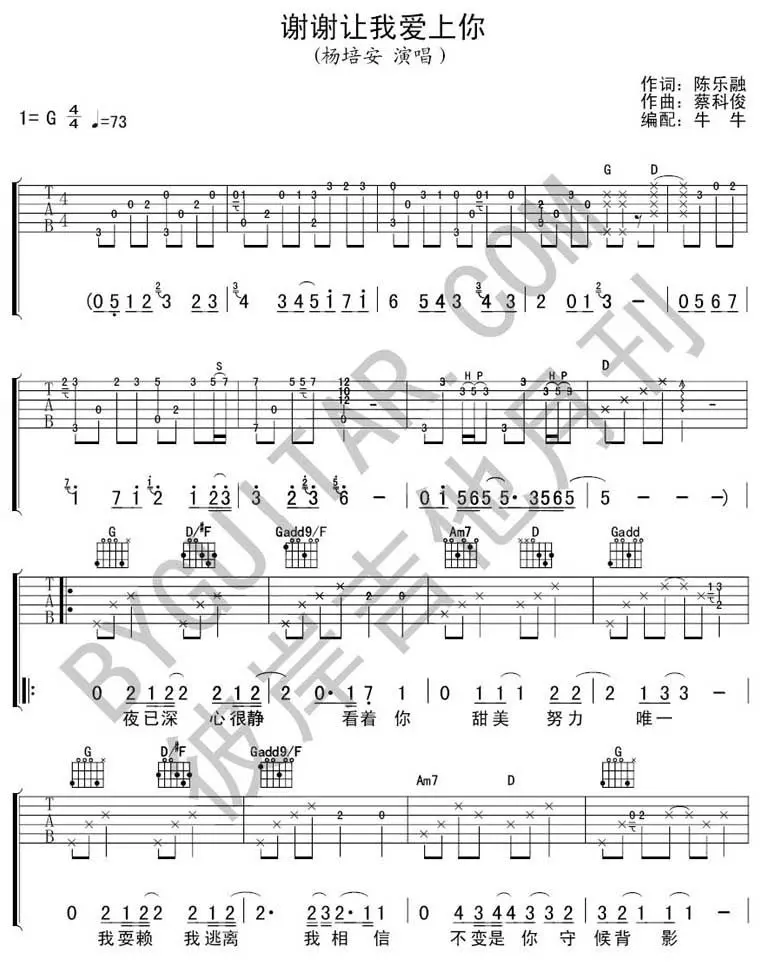 谢谢让我爱上你
(杨培安 演唱)
作词: 陈乐融
作曲: 蔡科俊
编配: 牛 牛
1= G 4/4 ♩=73
G D
T 4
A
B 4
(0 5 1 2 3 2 3 | 4 3 4 5 1 7 1 | 6 5 4 3 4 3 | 2 0 1 3 - | 0 5 6 7
S H P H P D
1 7 1 2 1 2 3 | 3 2 3 6 - | 0 1 5 6 5 5· 3 5 6 5 | 5 - - )
G D/#F Gadd9/F Am7 D Gadd
T
A
B
0 2 1 2 2 2 1 2 | 2 0· 1 7 1 | 0 1 1 1 2 2 | 2 1 3 3 -
夜已深 心很静 看着 你 甜美 努力 唯一
G D/#F Gadd9/F Am7 D G
T
A
B
0 2 1 2 2 2 1 2 | 2· 2 3 2· 1 1 | 0 4 3 4 4 3 2 | 3 2 1 1 -
我耍赖 我逃离 我 相 信 不变是 你 守 候背 影
BYGUITAR.COM
彼岸吉他月刊